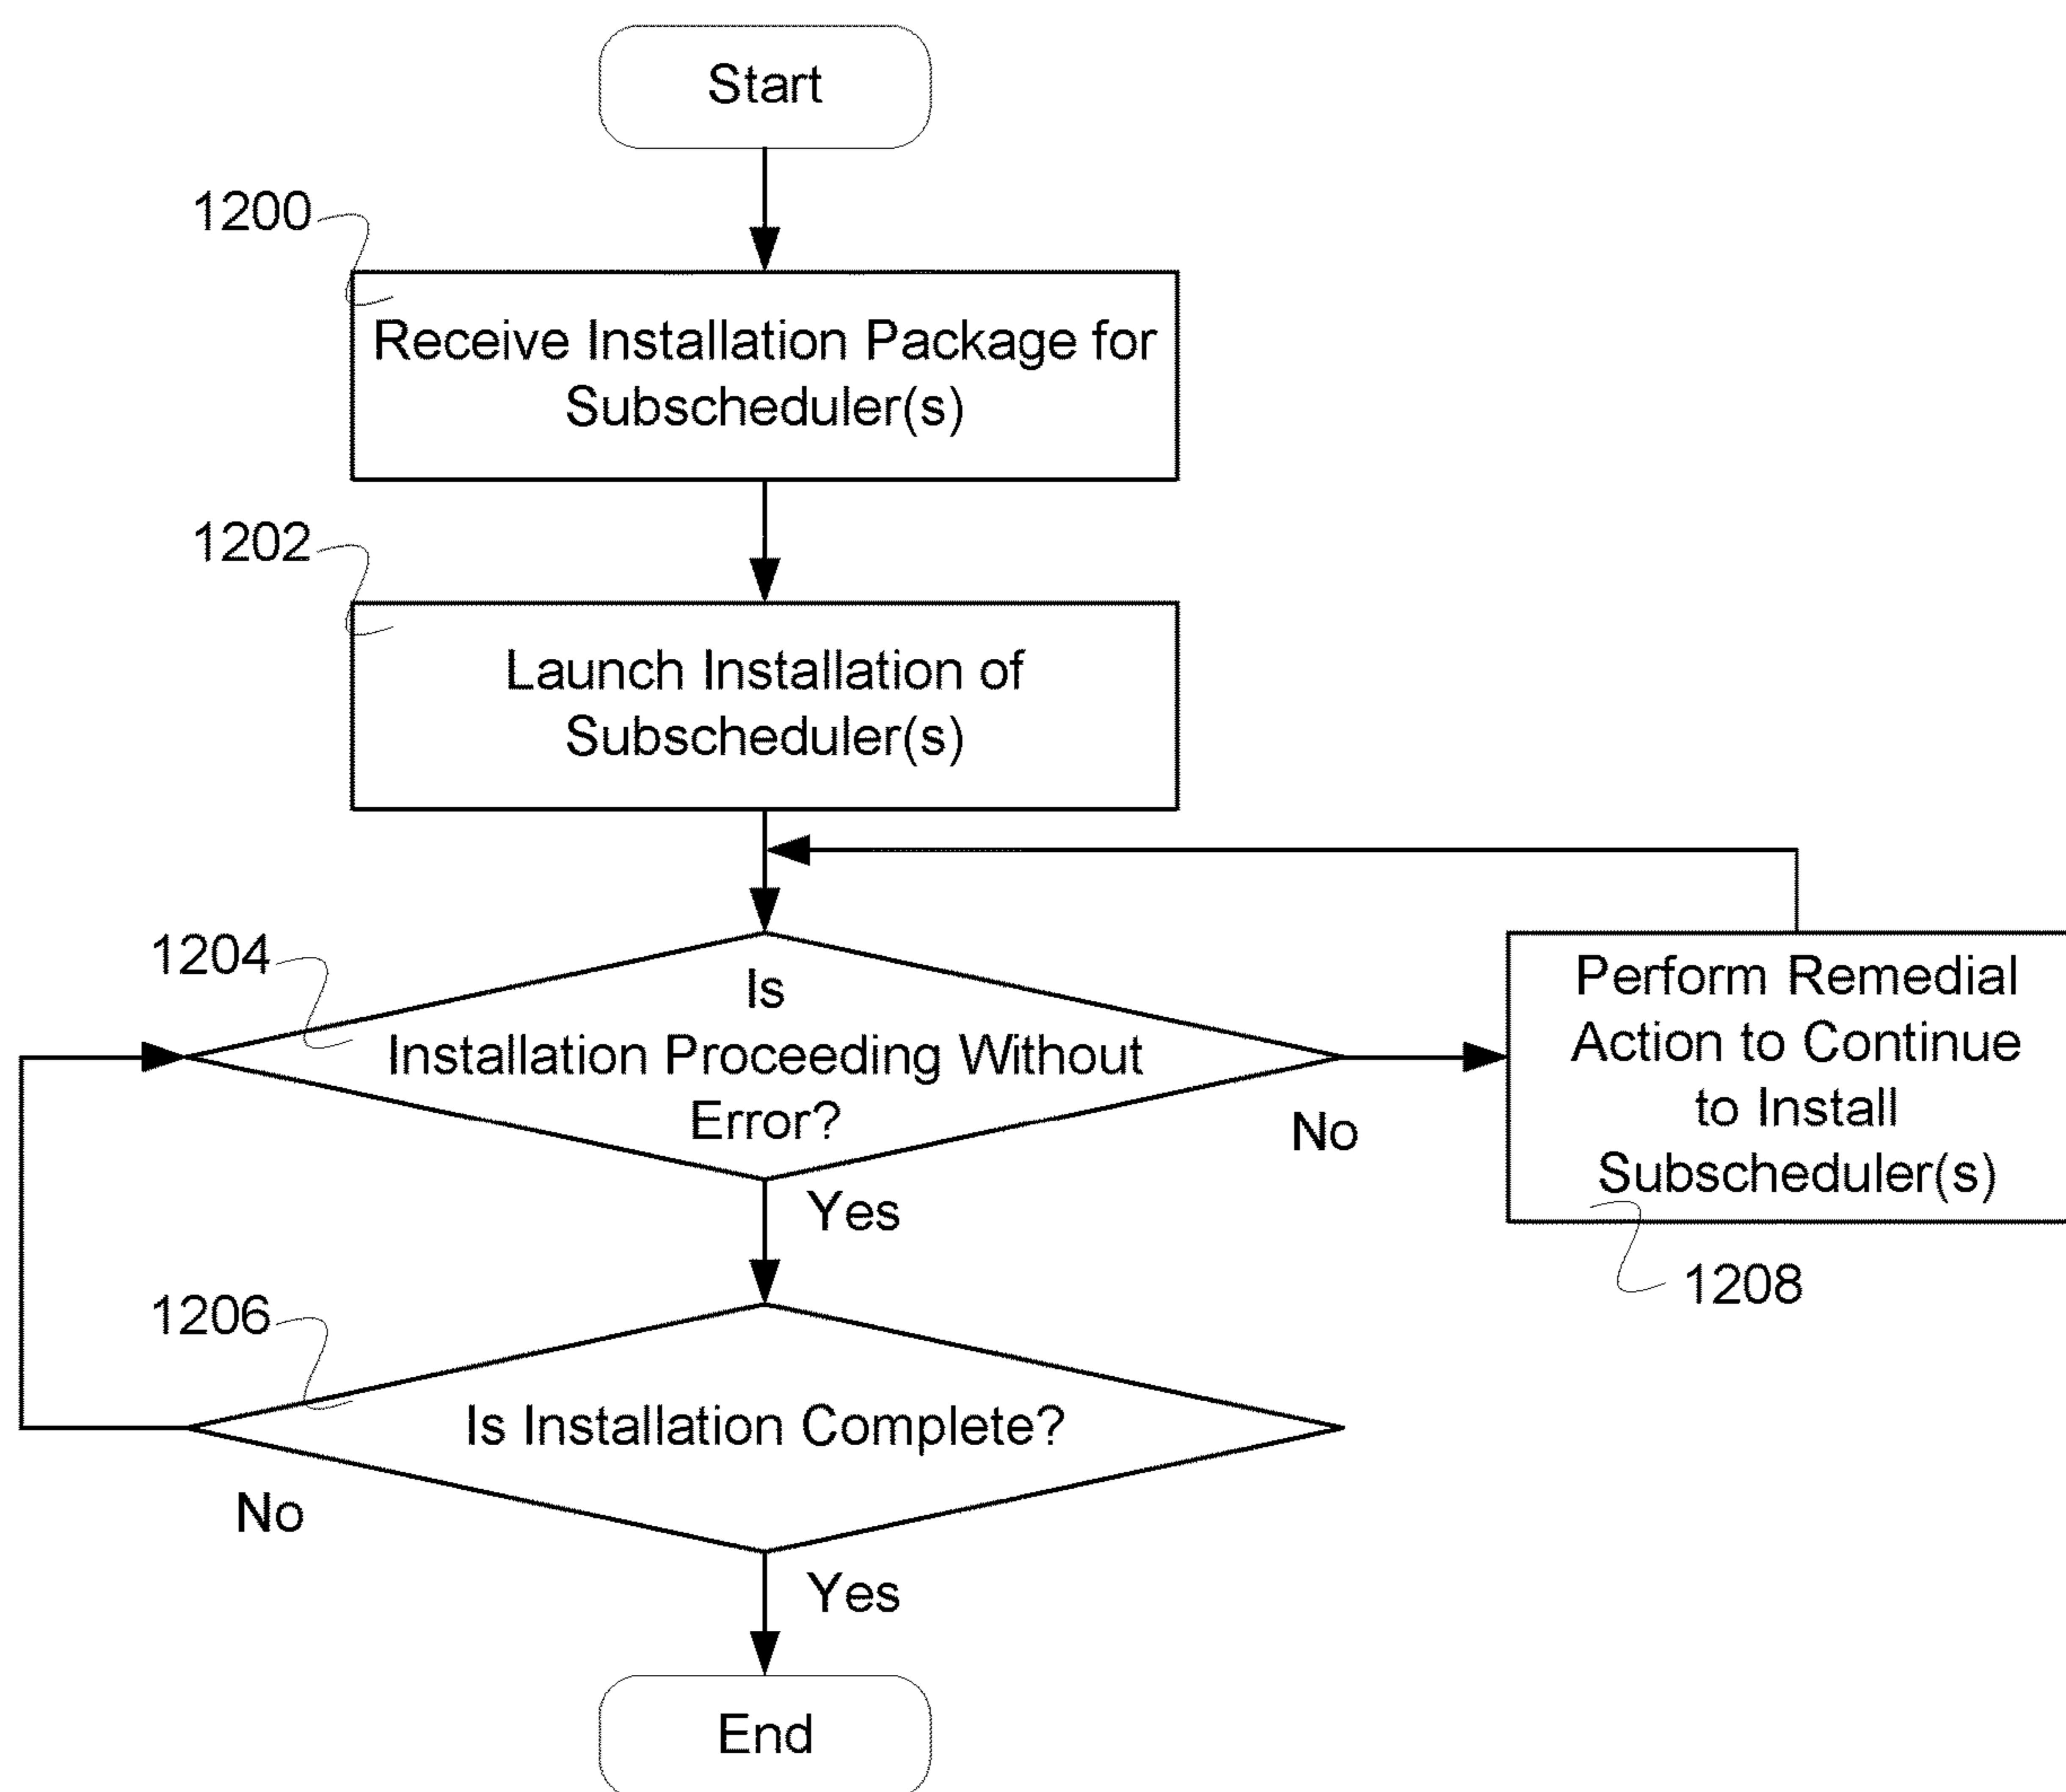 Start
1200
Receive Installation Package for
Subscheduler(s)
1202
Launch Installation of
Subscheduler(s)
1204
Is
Installation Proceeding Without
Error?
No
Yes
Perform Remedial
Action to Continue
to Install
Subscheduler(s)
1208
1206
Is Installation Complete?
No
Yes
End